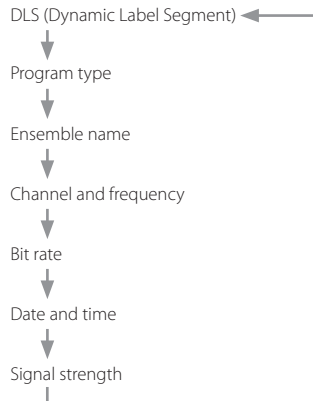 DLS (Dynamic Label Segment)
Program type
Ensemble name
Channel and frequency
Bit rate
Date and time
Signal strength